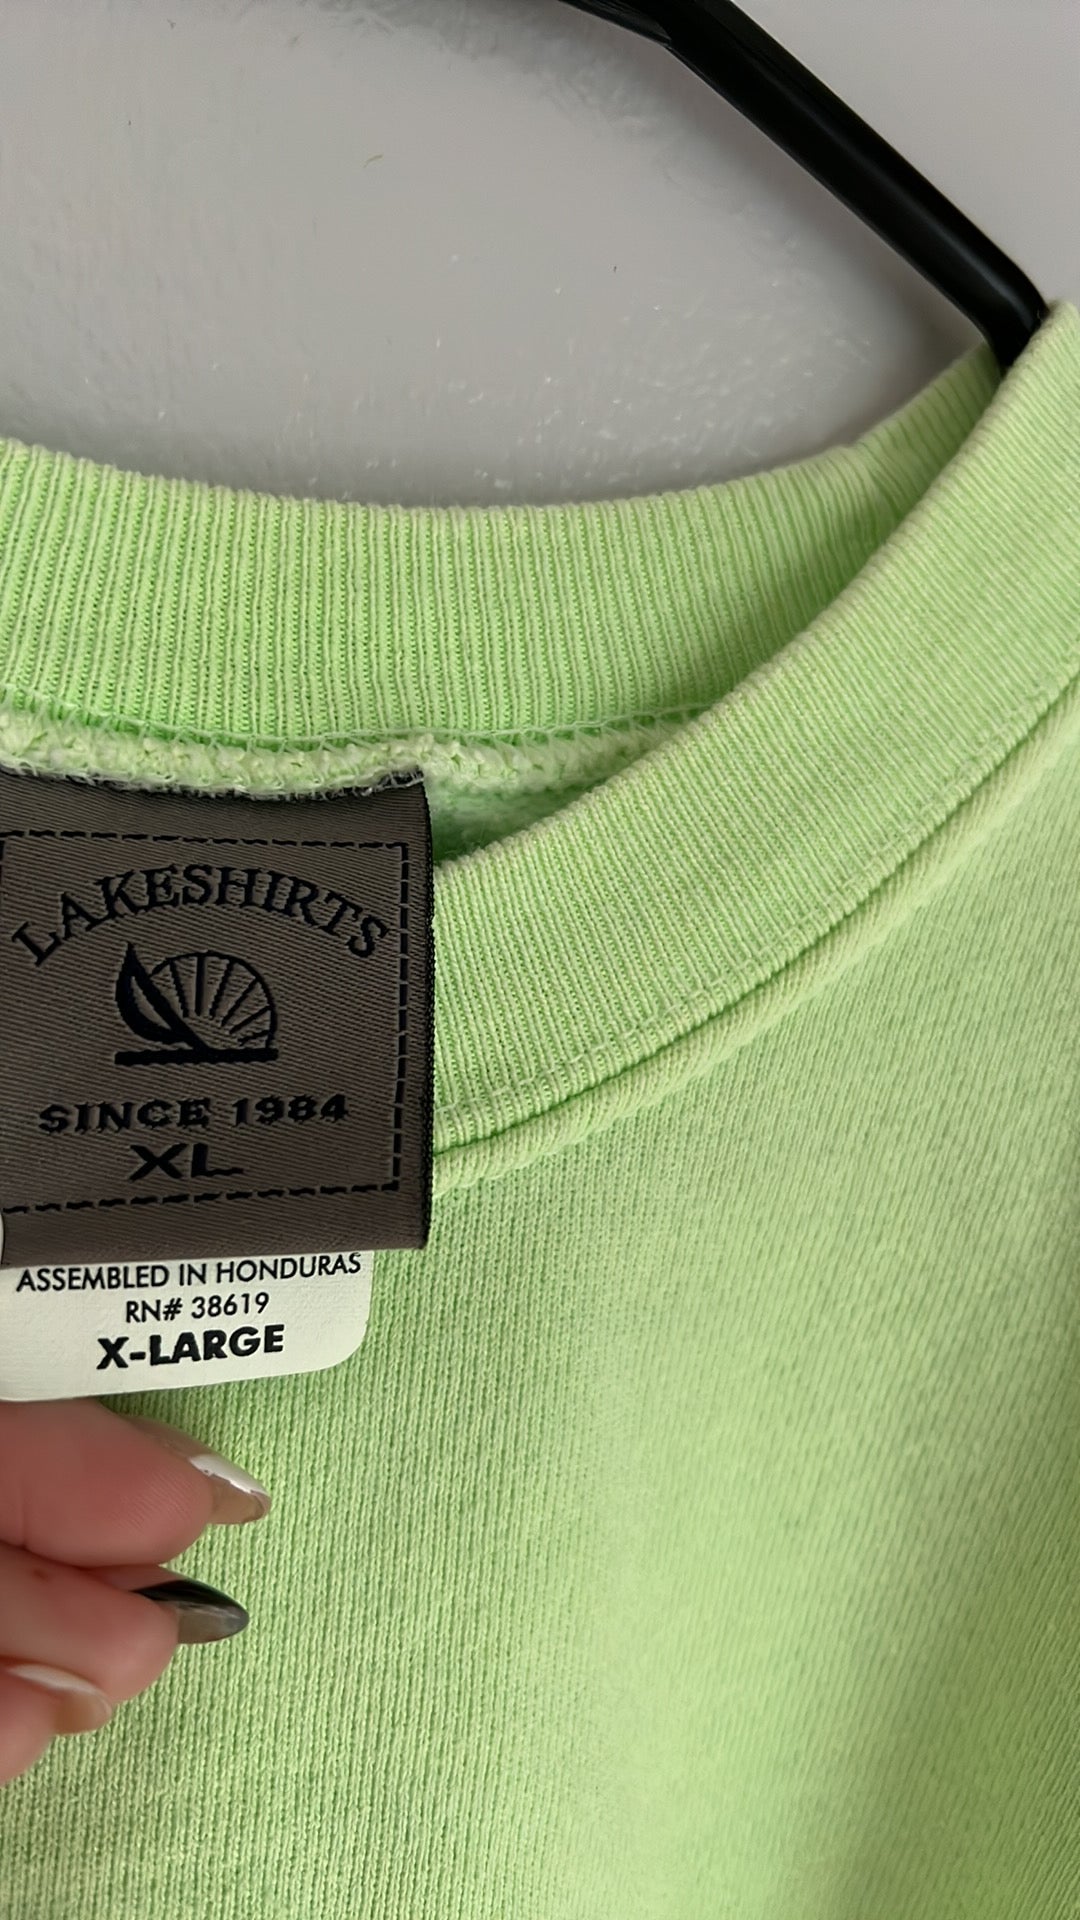 LAKESHIRTS
SINCE 1984
XL
ASSEMBLED IN HONDURAS
RN# 38619
X-LARGE